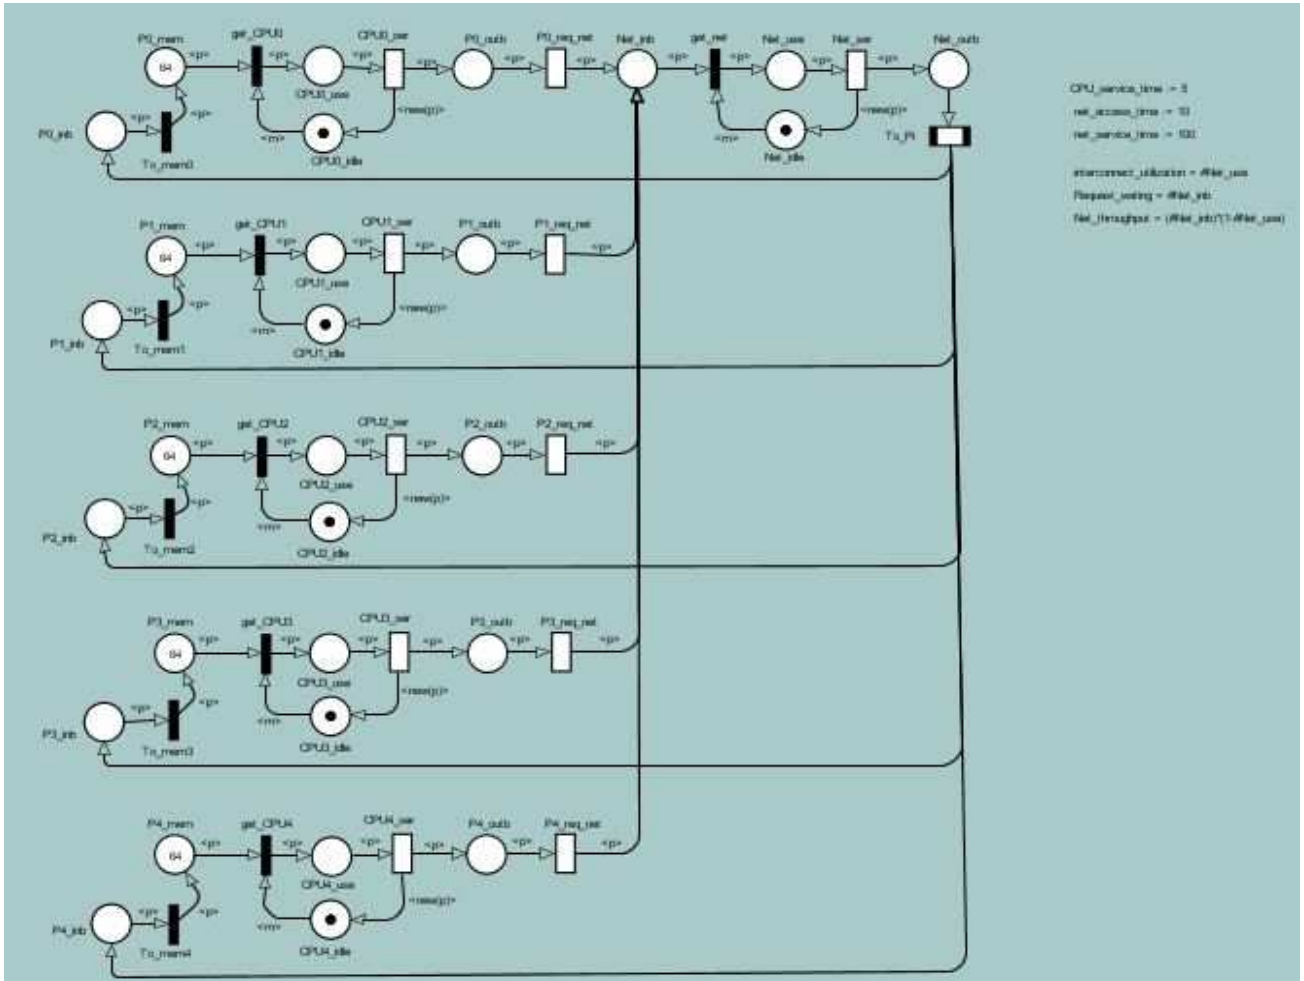 P0_mem get_CPU0 CPU0_ser P0_outb P0_req_net Net_inb get_net Net_use Net_ser Net_outb
<p> <p> <p> <p> <p> <p> <p> <p> <p> <p>
64
CPU0_use
CPU_service_time = 5
<p> <p> <new(p)> <new(p)>
net_access_time = 10
P0_inb <m> <m> To_Pi
net_service_time = 100
To_mem0 CPU0_idle Net_idle
interconnect_utilization = #Net_use
Request_waiting = #Net_inb
Net_throughput = (#Net_inb)*(1-#Net_use)
P1_mem get_CPU1 CPU1_ser P1_outb P1_req_net
<p> <p> <p> <p> <p> <p>
64
CPU1_use
<p> <p> <new(p)>
<m>
P1_inb To_mem1 CPU1_idle
P2_mem get_CPU2 CPU2_ser P2_outb P2_req_net
<p> <p> <p> <p> <p> <p>
64
CPU2_use
<p> <p> <new(p)>
<m>
P2_inb To_mem2 CPU2_idle
P3_mem get_CPU3 CPU3_ser P3_outb P3_req_net
<p> <p> <p> <p> <p> <p>
64
CPU3_use
<p> <p> <new(p)>
<m>
P3_inb To_mem3 CPU3_idle
P4_mem get_CPU4 CPU4_ser P4_outb P4_req_net
<p> <p> <p> <p> <p> <p>
64
CPU4_use
<p> <p> <new(p)>
<m>
P4_inb To_mem4 CPU4_idle